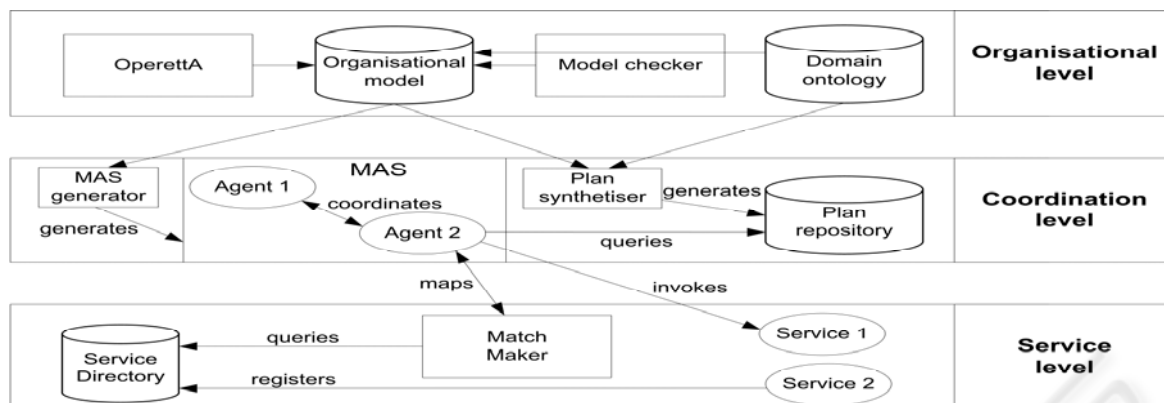 OperettA
Organisational
model
Model checker
Domain
ontology
Organisational
level
MAS
generator
generates
MAS
Agent 1
coordinates
Agent 2
Plan
synthetiser
generates
Plan
repository
queries
Coordination
level
maps
invokes
Service
Directory
queries
registers
Match
Maker
Service 1
Service 2
Service
level